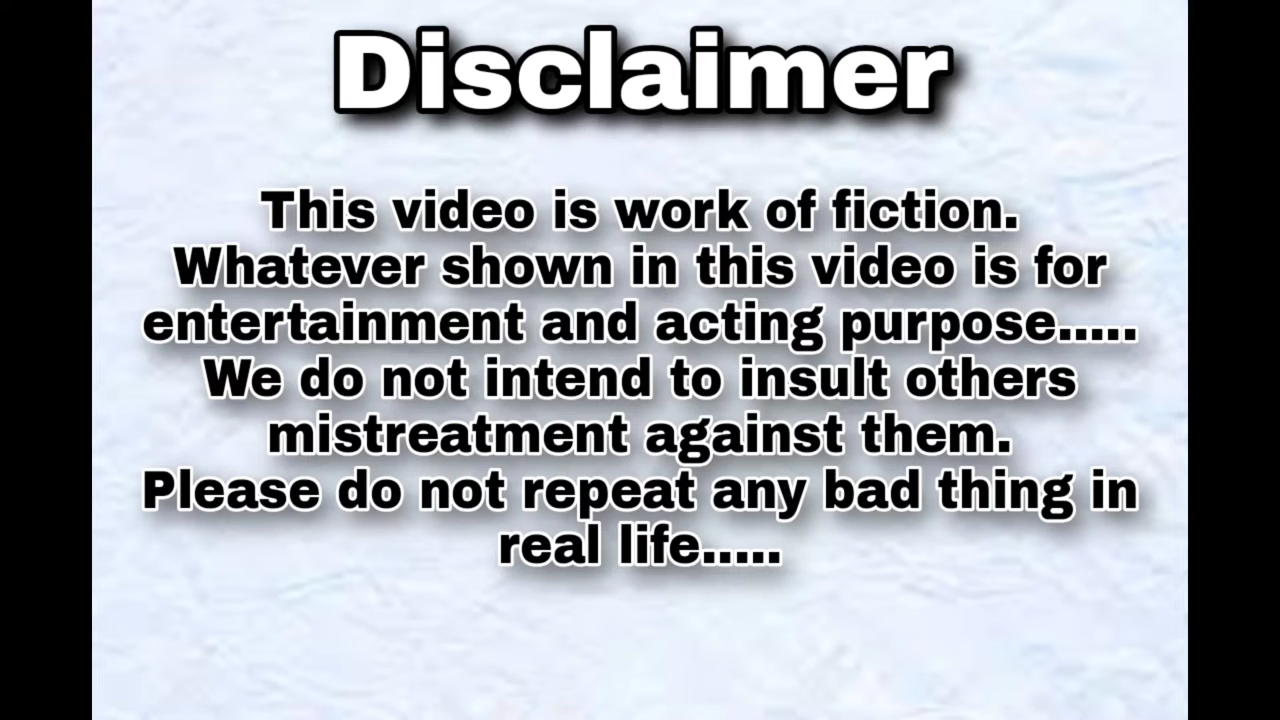 Disclaimer
This video is work of fiction.
Whatever shown in this video is for
entertainment and acting purpose.....
We do not intend to insult others
mistreatment against them.
Please do not repeat any bad thing in
real life.....